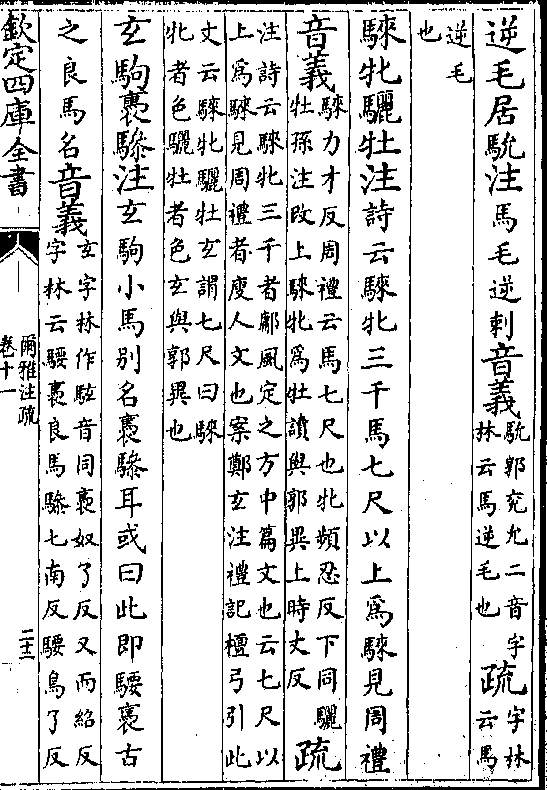 逆毛居馻注馬毛逆刺音義馻郭兖允二音字
林云馬逆毛也疏字林
云馬
逆毛
也
騋牝驪牡注詩云騋牝三千馬七尺以上為騋見周禮
音義騋力才反周禮云馬七尺也牝頻忍反下同驪
牡孫注改上騋牝為牡讀與郭異上時丈反疏
注詩云騋牝三千者鄘風定之方中篇文也云七尺以
上為騋見周禮者廋人文也案鄭玄注禮記檀弓引此
文云騋牝驪牡玄謂七尺曰騋
牝者色驪牡者色玄與郭異也
玄駒褭驂注玄駒小馬別名褭驂耳或曰此即騕褭古
之良馬名音義玄字林作駭音同褭奴了反又而紹反
字林云騕褭良馬驂七南反騕烏了反
欽定四庫全書
爾雅注疏
卷十一
二十三